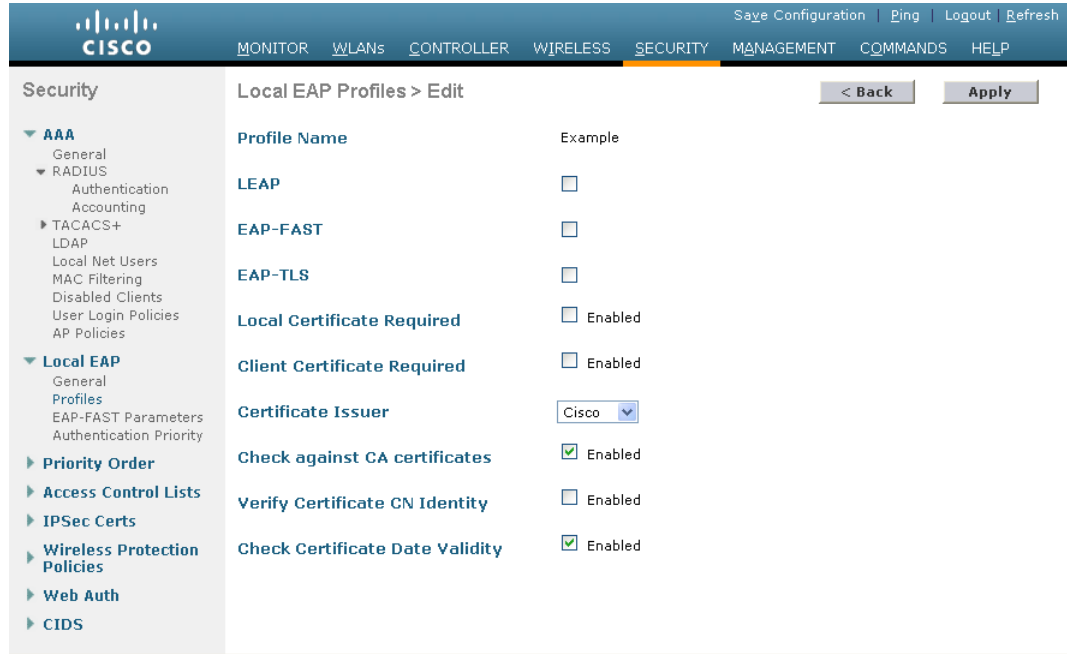 Save Configuration | Ping | Logout | Refresh
CISCO
MONITOR WLANs CONTROLLER WIRELESS SECURITY MANAGEMENT COMMANDS HELP
Security
AAA
General
RADIUS
Authentication
Accounting
TACACS+
LDAP
Local Net Users
MAC Filtering
Disabled Clients
User Login Policies
AP Policies
Local EAP
General
Profiles
EAP-FAST Parameters
Authentication Priority
Priority Order
Access Control Lists
IPSec Certs
Wireless Protection
Policies
Web Auth
CIDS
Local EAP Profiles > Edit
< Back Apply
Profile Name Example
LEAP
EAP-FAST
EAP-TLS
Local Certificate Required Enabled
Client Certificate Required Enabled
Certificate Issuer Cisco
Check against CA certificates Enabled
Verify Certificate CN Identity Enabled
Check Certificate Date Validity Enabled